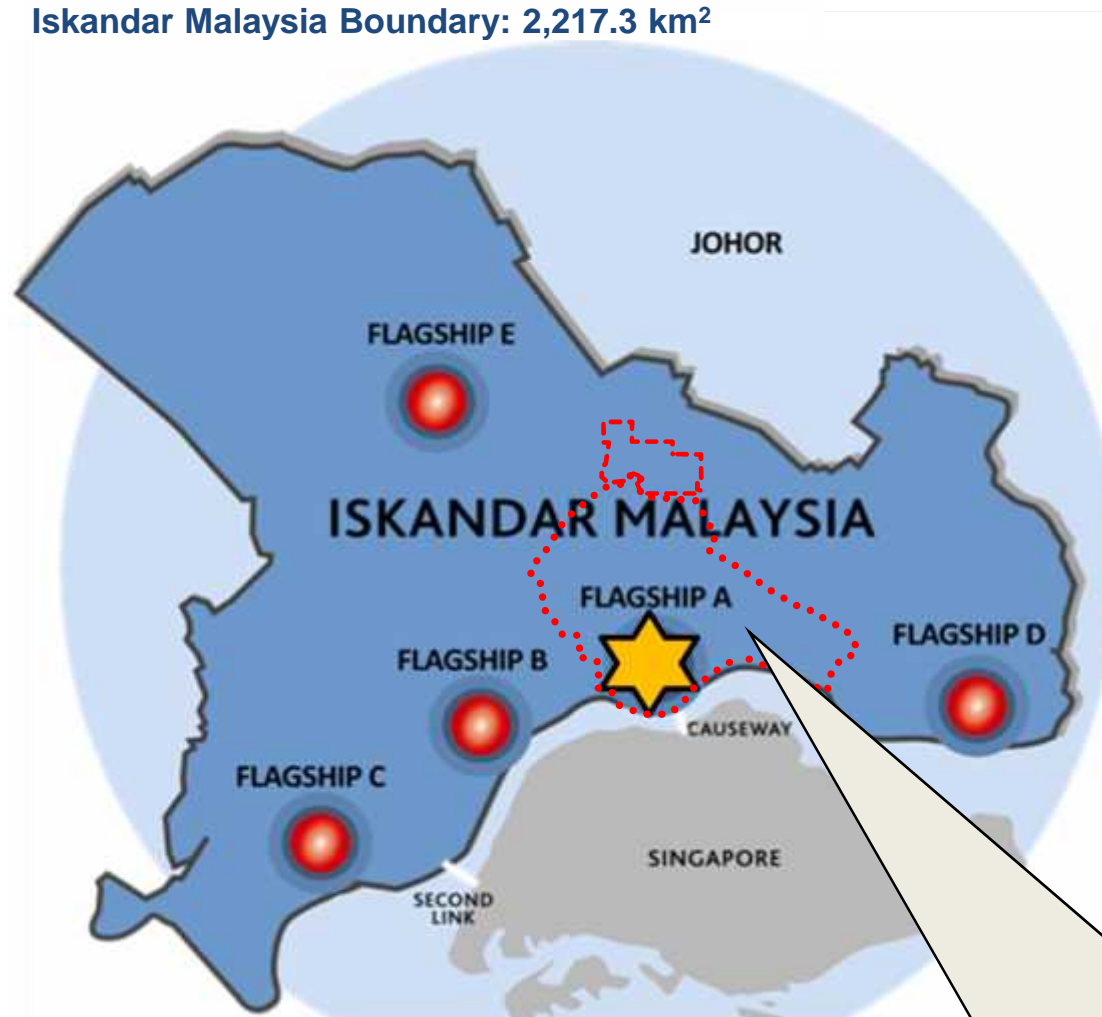 Iskandar Malaysia Boundary: 2,217.3 km²
JOHOR
FLAGSHIP E
ISKANDAR MALAYSIA
FLAGSHIP A
FLAGSHIP D
FLAGSHIP B
CAUSEWAY
FLAGSHIP C
SINGAPORE
SECOND
LINK